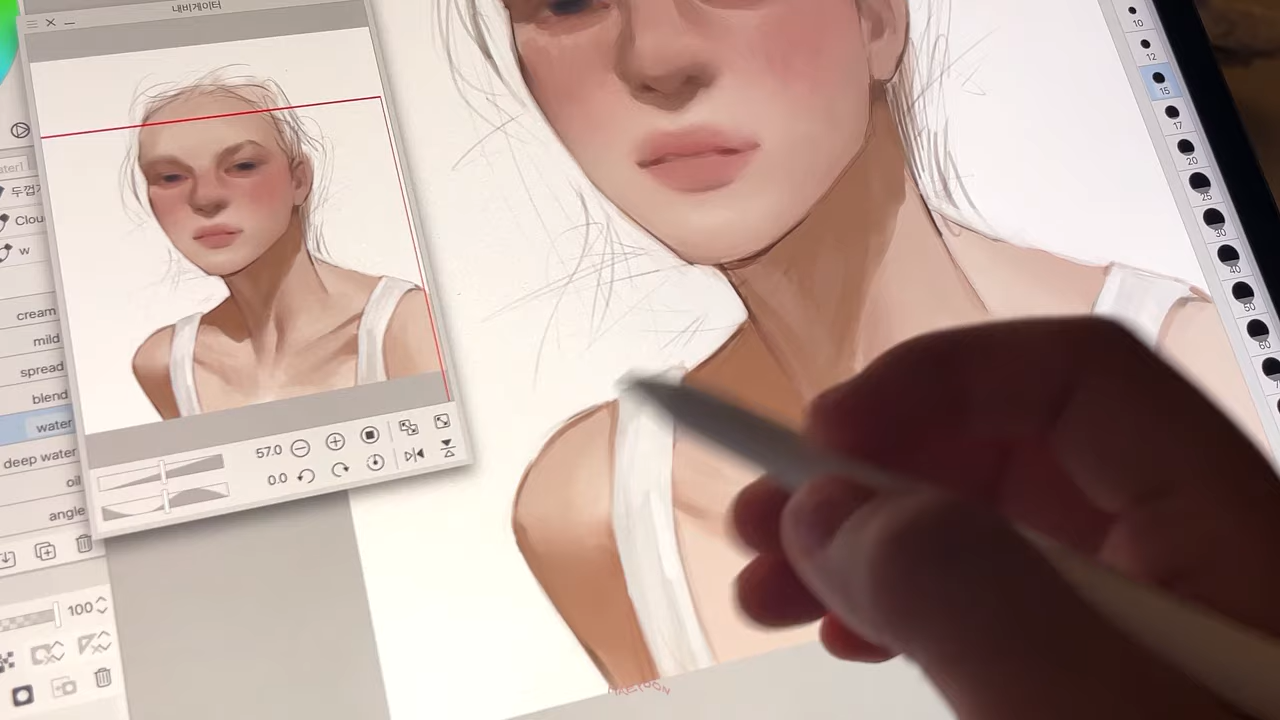 내비게이터
두껍
Clou
w
cream
mild
spread
blend
water
deep water
oil
angle
57.0
0.0
100
10
12
15
17
20
25
30
40
50
60